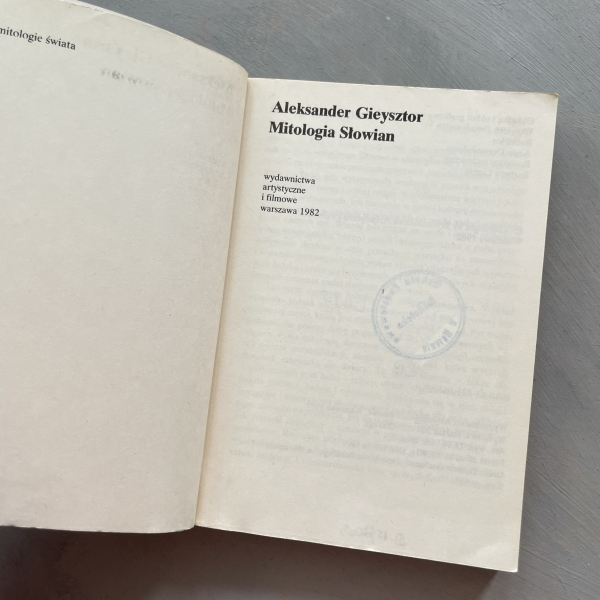 mitologie świata
Aleksander Gieysztor
Mitologia Słowian
wydawnictwa
artystyczne
i filmowe
warszawa 1982